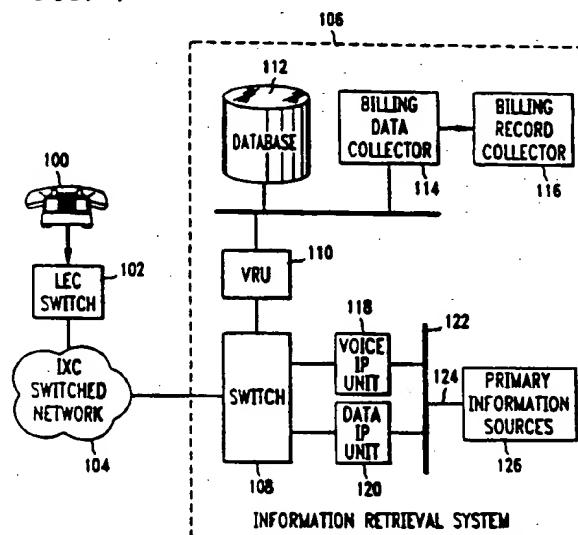 106
112
DATABASE
BILLING
DATA
COLLECTOR
114
BILLING
RECORD
COLLECTOR
116
100
LEC
SWITCH
102
VRU
110
IXC
SWITCHED
NETWORK
104
SWITCH
108
118
VOICE
IP
UNIT
DATA
IP
UNIT
120
122
124
PRIMARY
INFORMATION
SOURCES
126
INFORMATION RETRIEVAL SYSTEM